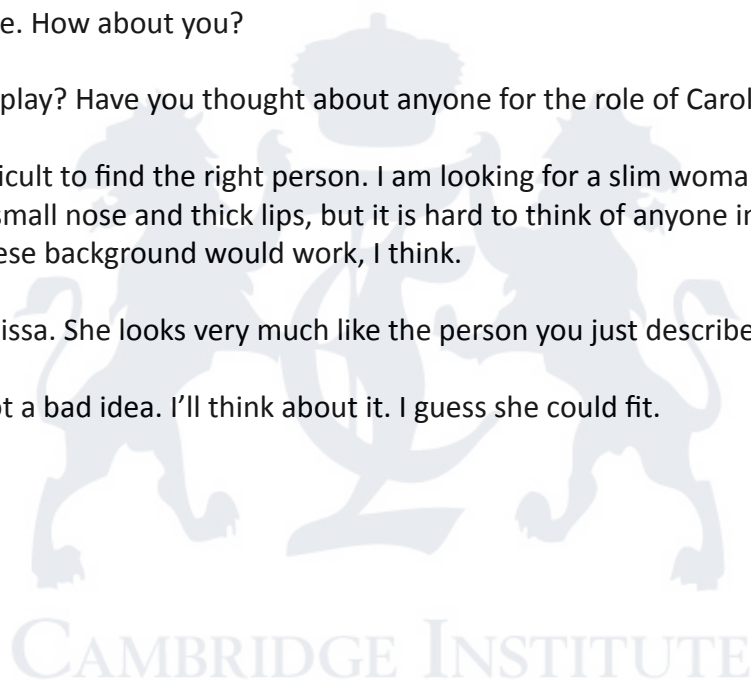 e. How about you?
play? Have you thought about anyone for the role of Carol
icult to find the right person. I am looking for a slim woma
small nose and thick lips, but it is hard to think of anyone i
ese background would work, I think.
issa. She looks very much like the person you just describe
t a bad idea. I’ll think about it. I guess she could fit.
CAMBRIDGE INSTITUTE